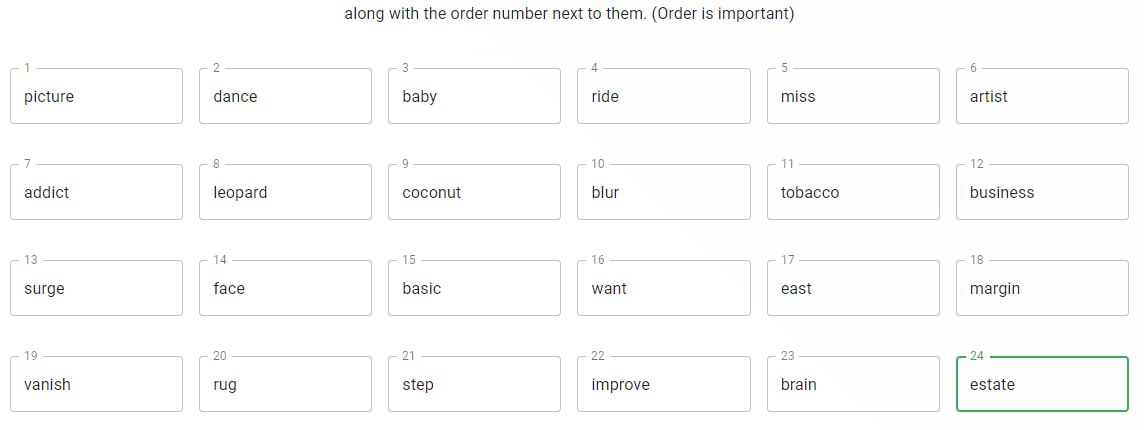 along with the order number next to them. (Order is important)
1 2 3 4 5 6
picture dance baby ride miss artist
7 8 9 10 11 12
addict leopard coconut blur tobacco business
13 14 15 16 17 18
surge face basic want east margin
19 20 21 22 23 24
vanish rug step improve brain estate